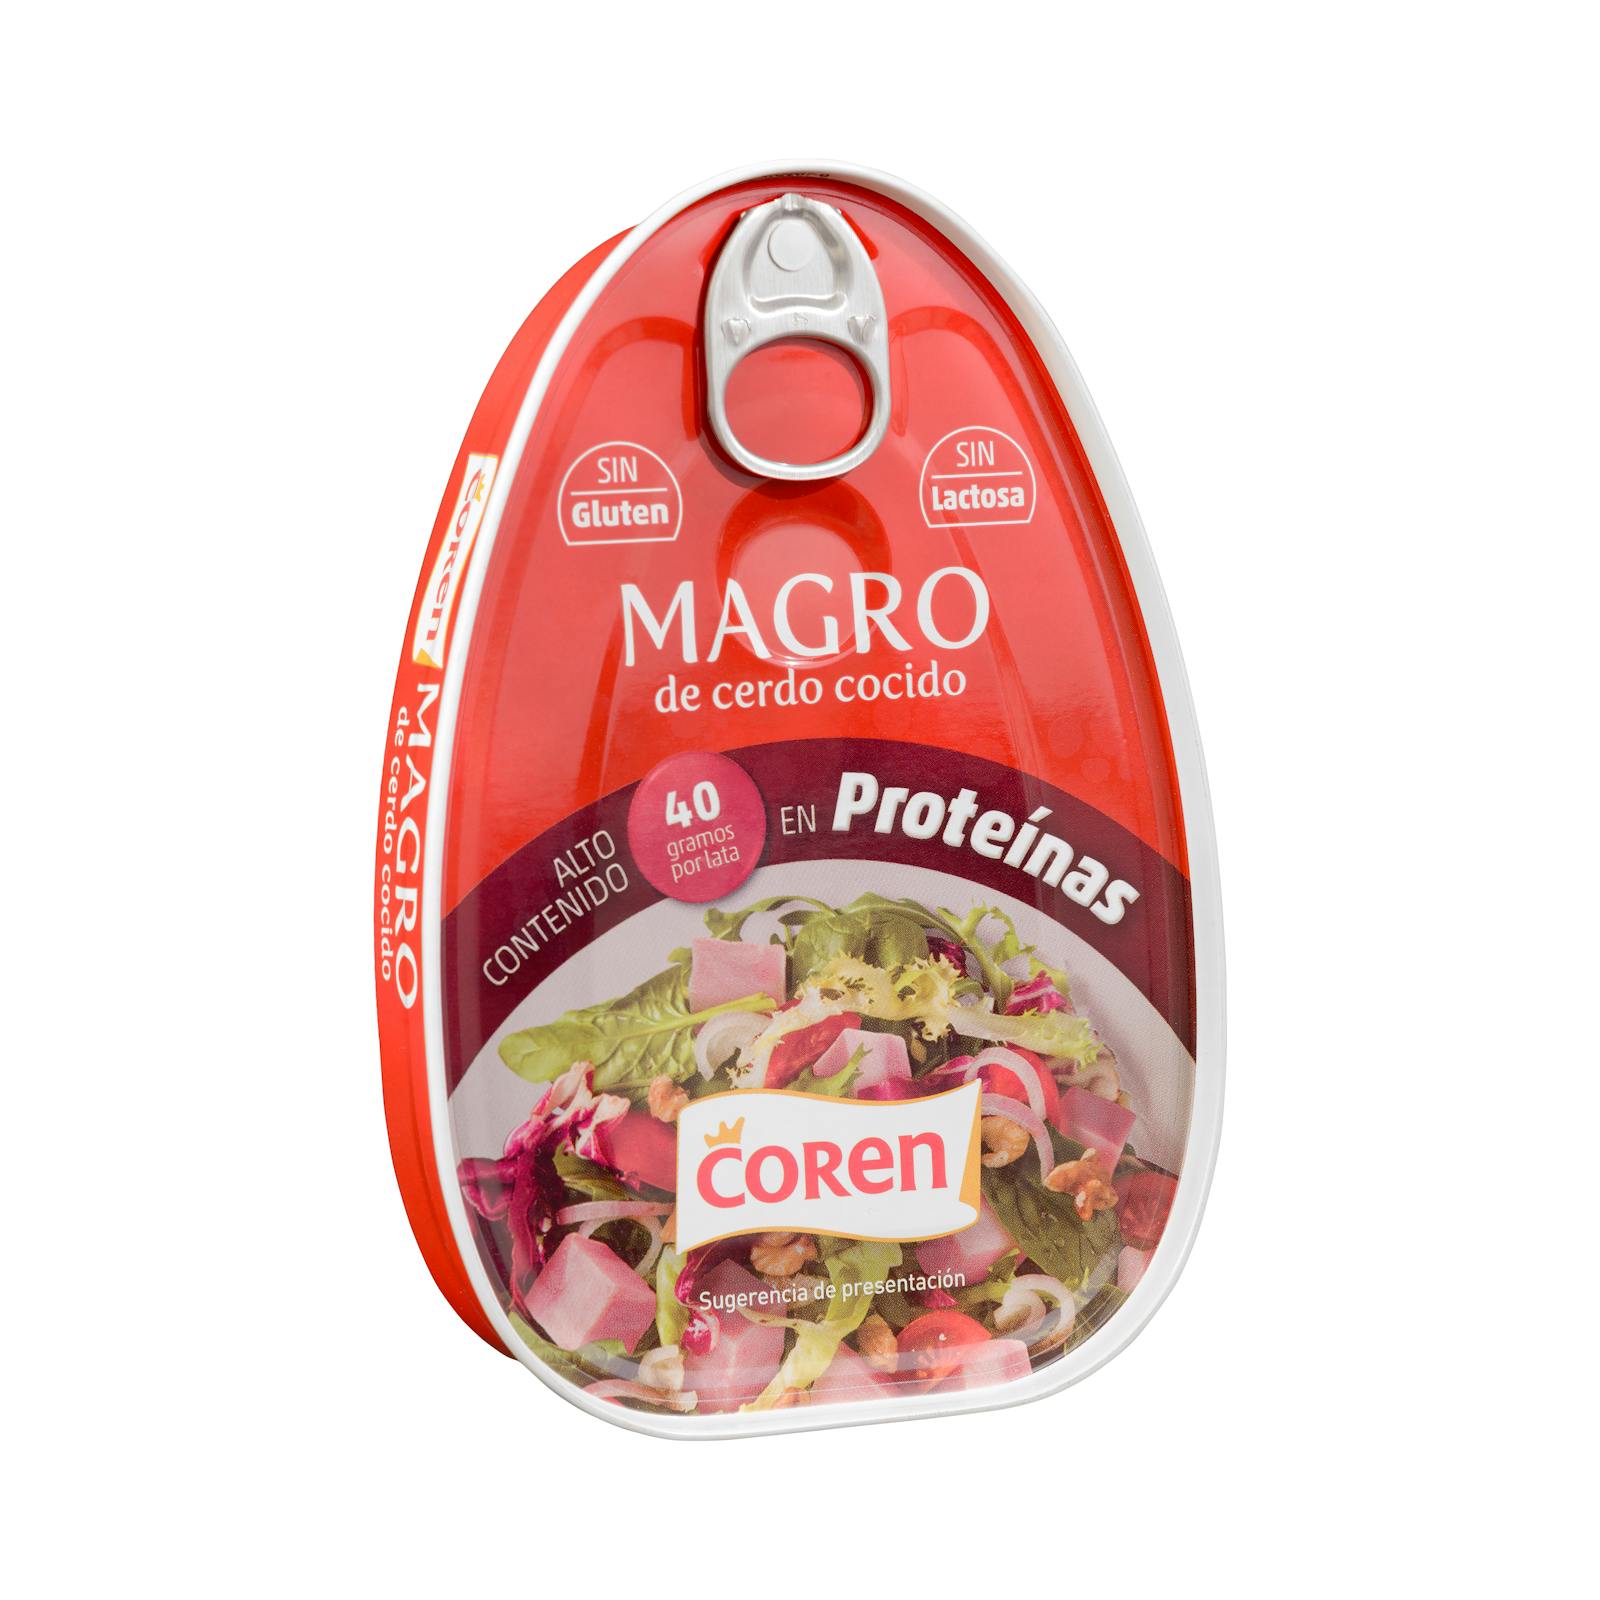 SIN
Gluten
SIN
Lactosa
MAGRO
de cerdo cocido
ALTO
CONTENIDO
40
gramos
por lata
EN Proteínas
COREN
Sugerencia de presentación
COREN
MAGRO
de cerdo cocido